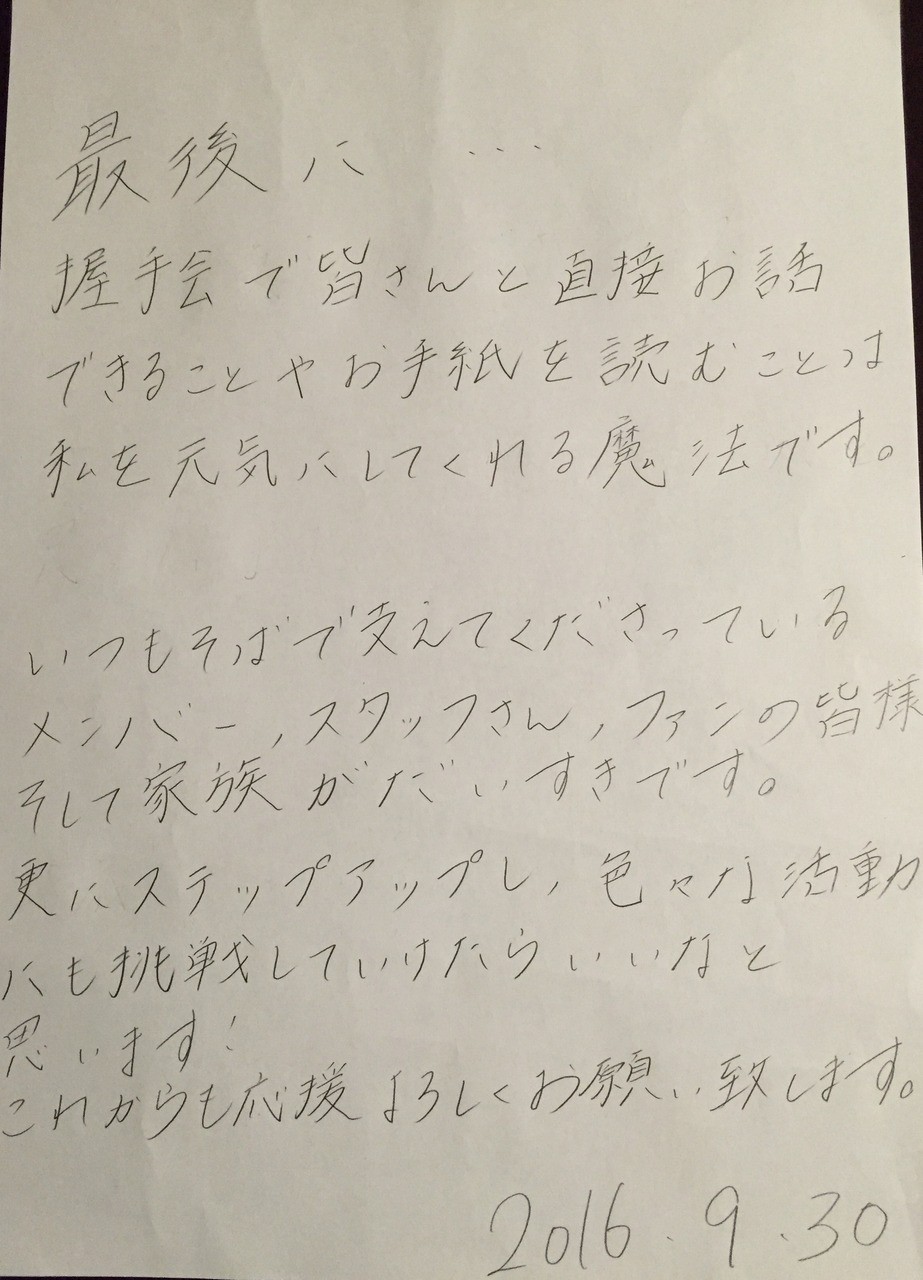 最後に ...
握手会で皆さんと直接お話
できることやお手紙を読むことは
私を元気にしてくれる魔法です。
いつもそばで支えてくださっている
メンバー,スタッフさん,ファンの皆様
そして家族がだいすきです。
更にステップアップし,色々な活動
にも挑戦していけたらいいなと
思います!
これからも応援よろしくお願い致します。
2016.9.30